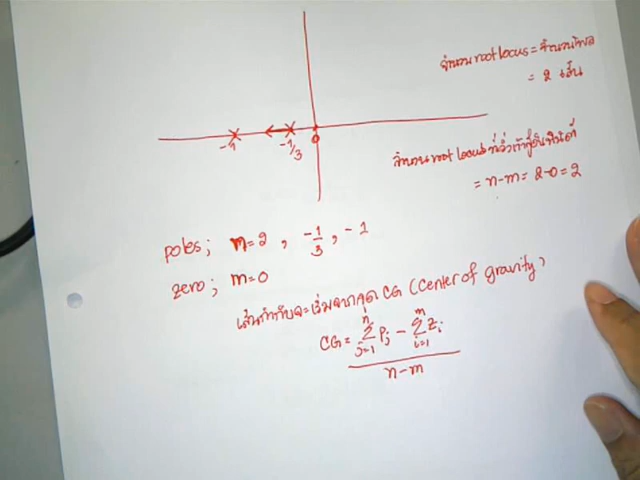 จำนวน root locus = จำนวนโพล
= 2 เส้น
-1
-1/3
0
จำนวน root locus ที่วิ่งเข้าสู่อินฟินิตี้
= n-m = 2-0 = 2
poles; n=2 , -1/3 , -1
zero; m=0
เส้นกำกับจะเริ่มจากจุด CG (Center of gravity)
CG = \sum_{j=1}^{n} P_j - \sum_{i=1}^{m} Z_i
n-m